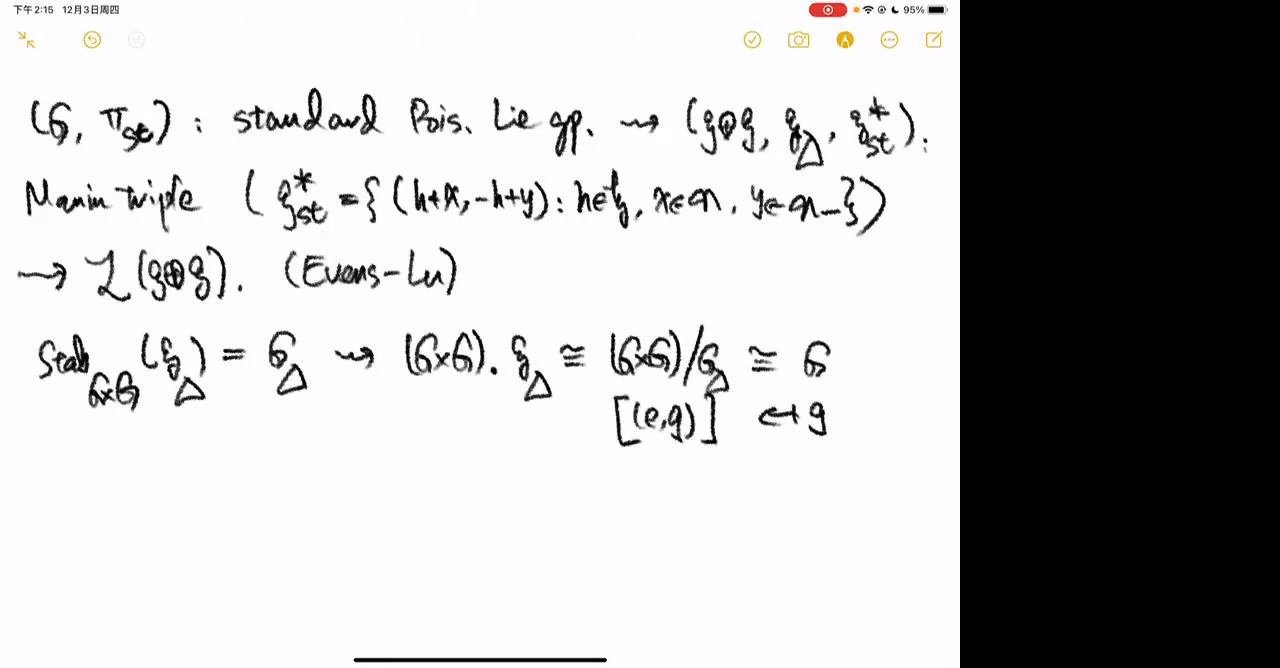 下午2:15 12月3日周四 95%
(G, π_st) : standard Pois. Lie gp. ⇝ (𝔤⊕𝔤, 𝔤_Δ, 𝔤*_st).
Manin triple ( 𝔤*_st = { (h+x, -h+y) : h∈𝔥, x∈𝔫, y∈𝔫_- } )
⟶ ℒ(𝔤⊕𝔤). (Evens-Lu)
Stab_{G×G} (𝔤_Δ) = G_Δ ⇝ (G×G). 𝔤_Δ ≅ (G×G)/G_Δ ≅ G
[(e,g)] ↤ g